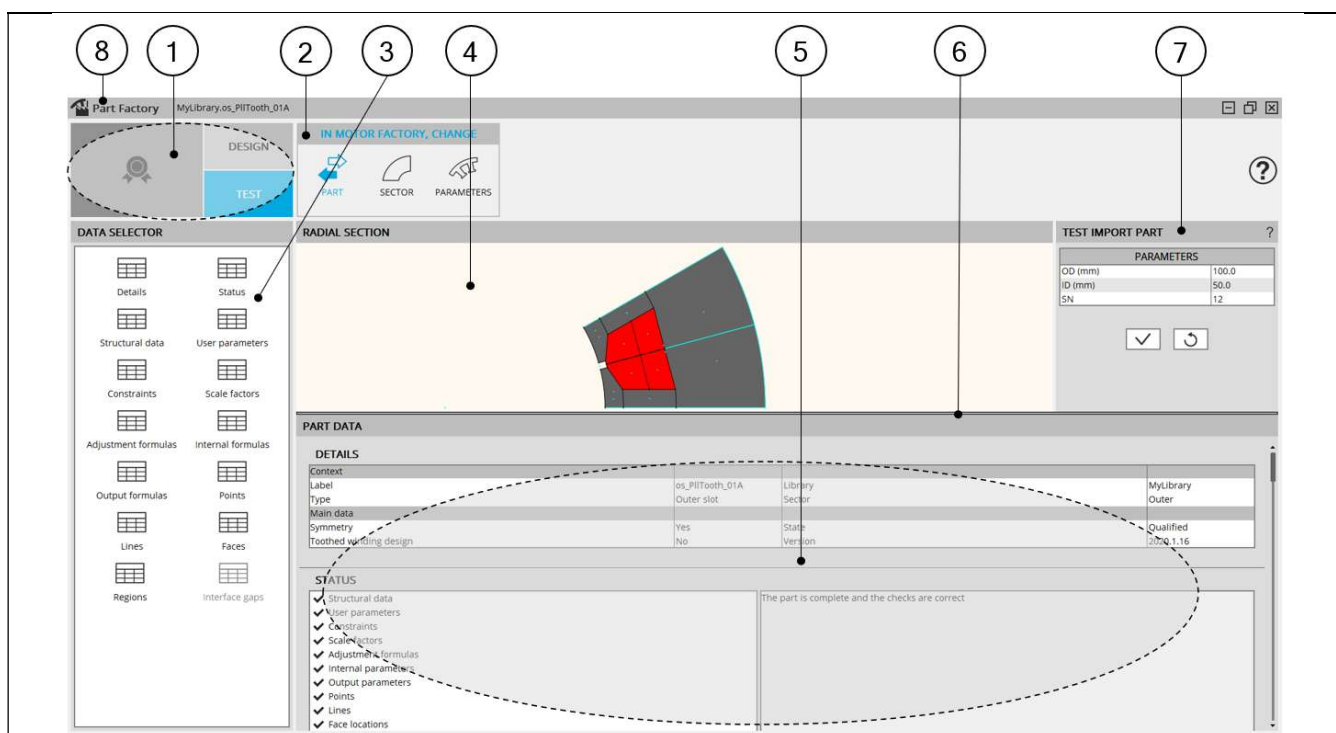 8 1 2 3 4 5 6 7
Part Factory MyLibrary.os_PllTooth_01A
DESIGN
TEST
IN MOTOR FACTORY, CHANGE
PART SECTOR PARAMETERS
?
DATA SELECTOR
Details Status
Structural data User parameters
Constraints Scale factors
Adjustment formulas Internal formulas
Output formulas Points
Lines Faces
Regions Interface gaps
RADIAL SECTION
TEST IMPORT PART ?
PARAMETERS
OD (mm) 100.0
ID (mm) 50.0
SN 12
PART DATA
DETAILS
Context
Label os_PllTooth_01A Library MyLibrary
Type Outer slot Sector Outer
Main data
Symmetry Yes State Qualified
Toothed winding design No Version 2020.1.16
STATUS
Structural data
User parameters
Constraints
Scale factors
Adjustment formulas
Internal parameters
Output parameters
Points
Lines
Face locations
The part is complete and the checks are correct